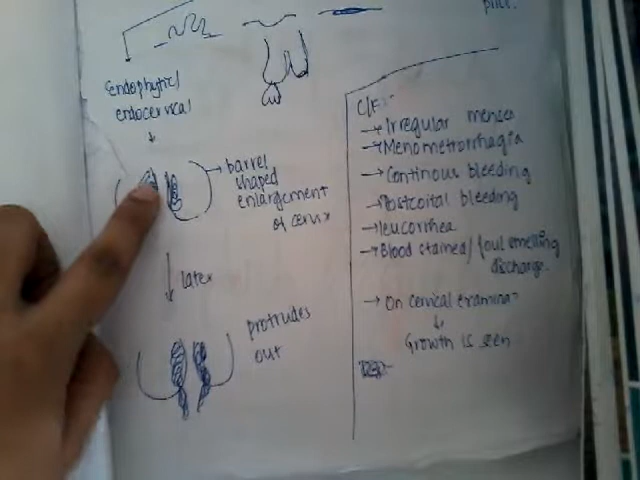 Endophytic/
endocervical
barrel
shaped
enlargement
of cervix
later
protrudes
out
C/F:-
→ Irregular menses
→ Menometrorrhagia
→ Continous bleeding
→ Postcoital bleeding
→ leucorrhea
→ Blood stained/ foul smelling
discharge.
→ On cervical examinaⁿ
↓
Growth is seen